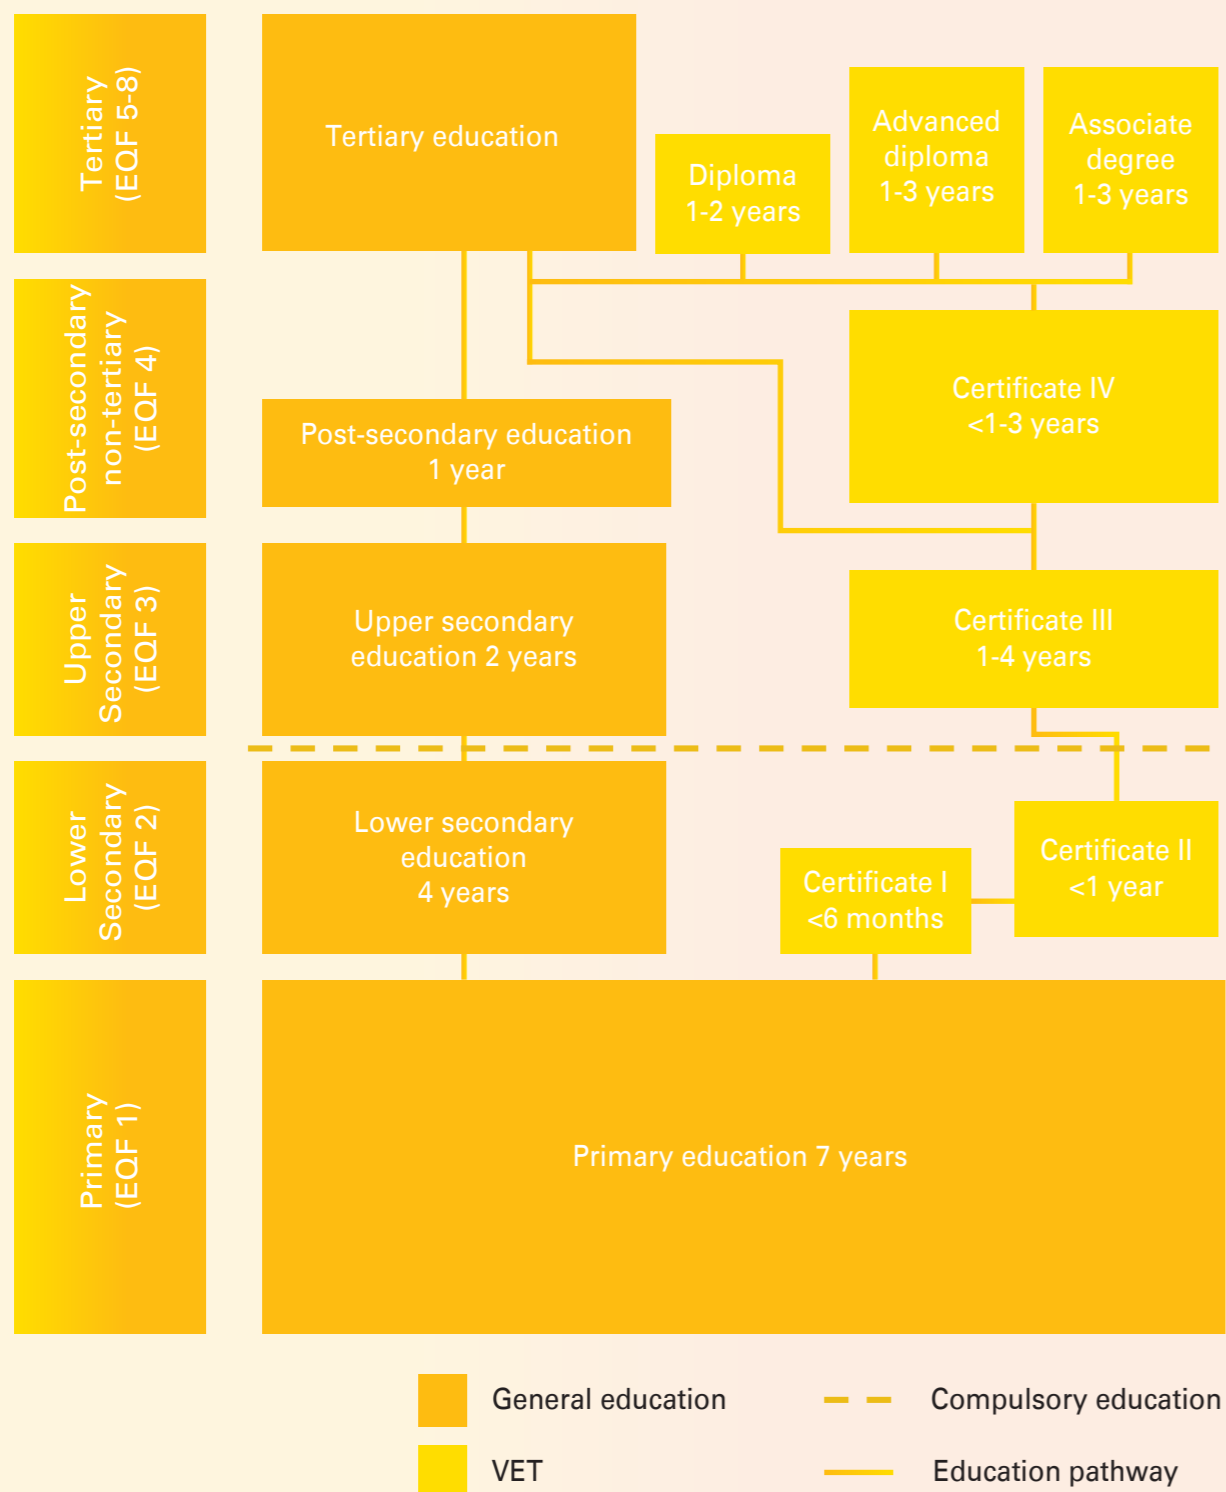 Tertiary
(EQF 5-8)
Tertiary education
Diploma
1-2 years
Advanced
diploma
1-3 years
Associate
degree
1-3 years
Post-secondary
non-tertiary
(EQF 4)
Post-secondary education
1 year
Certificate IV
<1-3 years
Upper
Secondary
(EQF 3)
Upper secondary
education 2 years
Certificate III
1-4 years
Lower
Secondary
(EQF 2)
Lower secondary
education
4 years
Certificate I
<6 months
Certificate II
<1 year
Primary
(EQF 1)
Primary education 7 years
General education
Compulsory education
VET
Education pathway